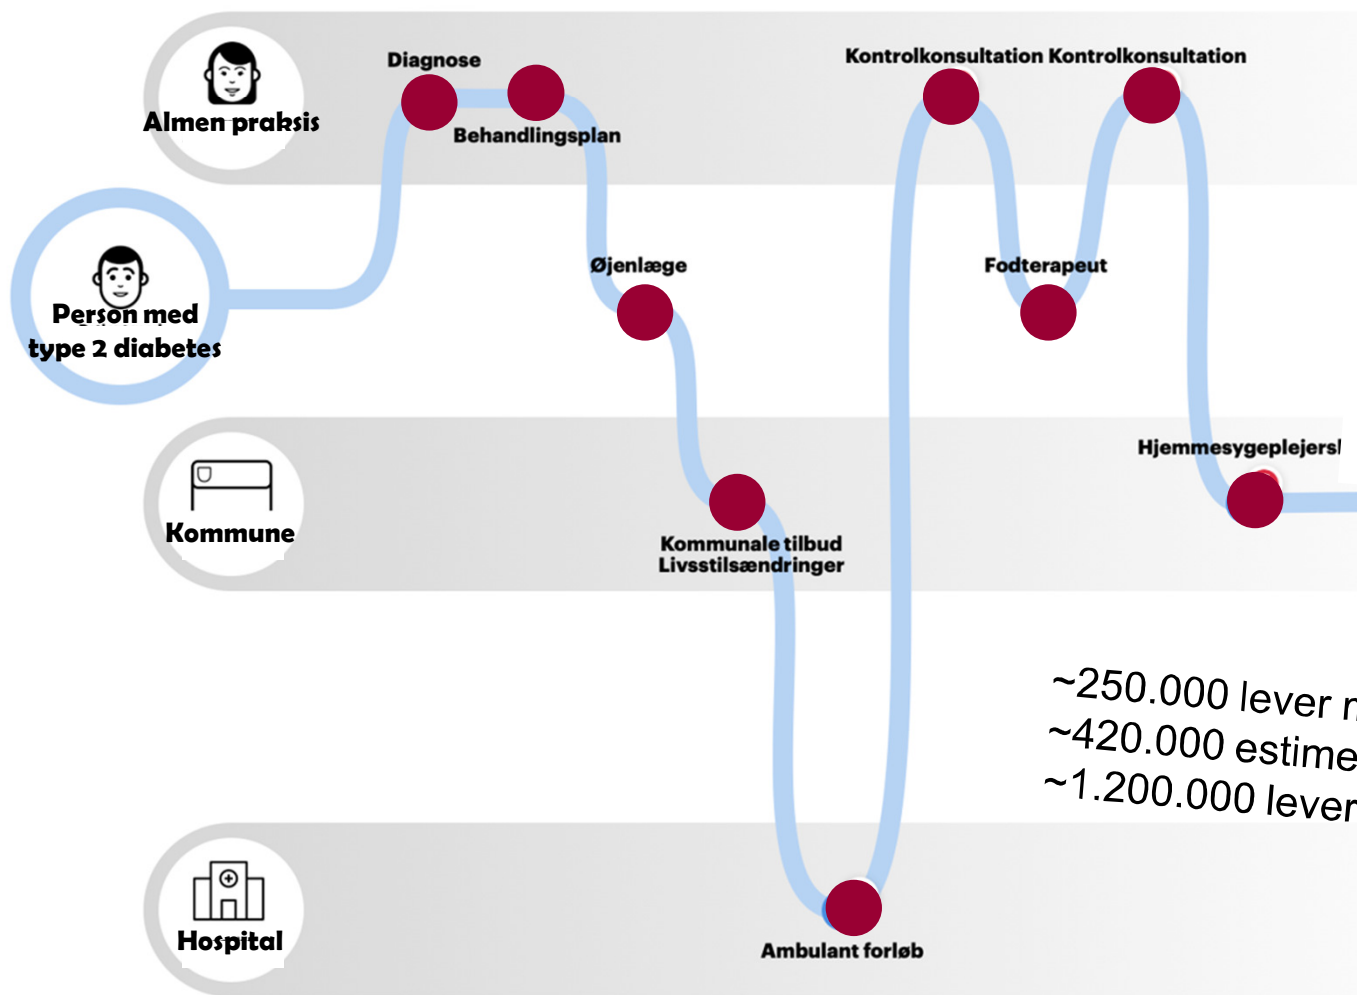 Diagnose
Kontrolkonsultation Kontrolkonsultation
Almen praksis
Behandlingsplan
Øjenlæge
Fodterapeut
Person med
type 2 diabetes
Hjemmesygeplejers
Kommune
Kommunale tilbud
Livsstilsændringer
~250.000 lever
~420.000 estime
~1.200.000 lever
Hospital
Ambulant forløb